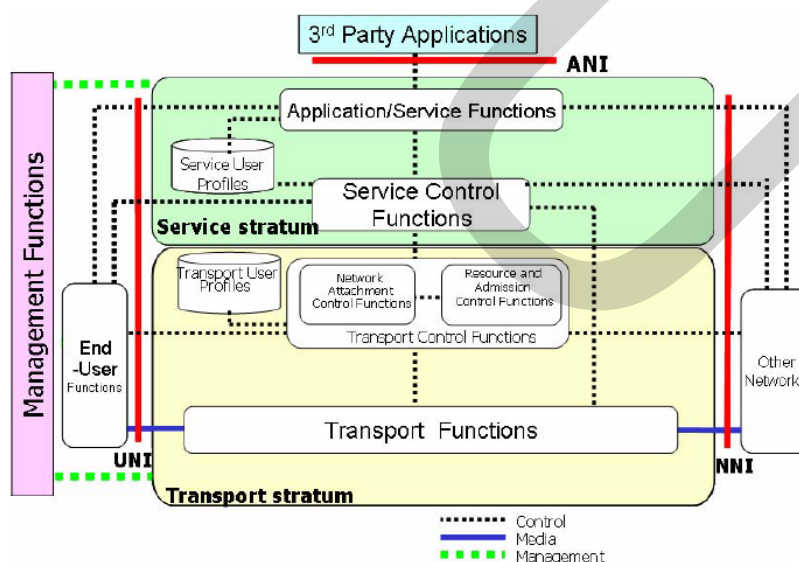 3rd Party Applications
ANI
Application/Service Functions
Service User
Profiles
Service Control
Functions
Service stratum
Transport User
Profiles
Network
Attachment
Control Functions
Resource and
Admission
Control Functions
Transport Control Functions
Management Functions
End
-User
Functions
Other
Network
Transport Functions
UNI
NNI
Transport stratum
Control
Media
Management